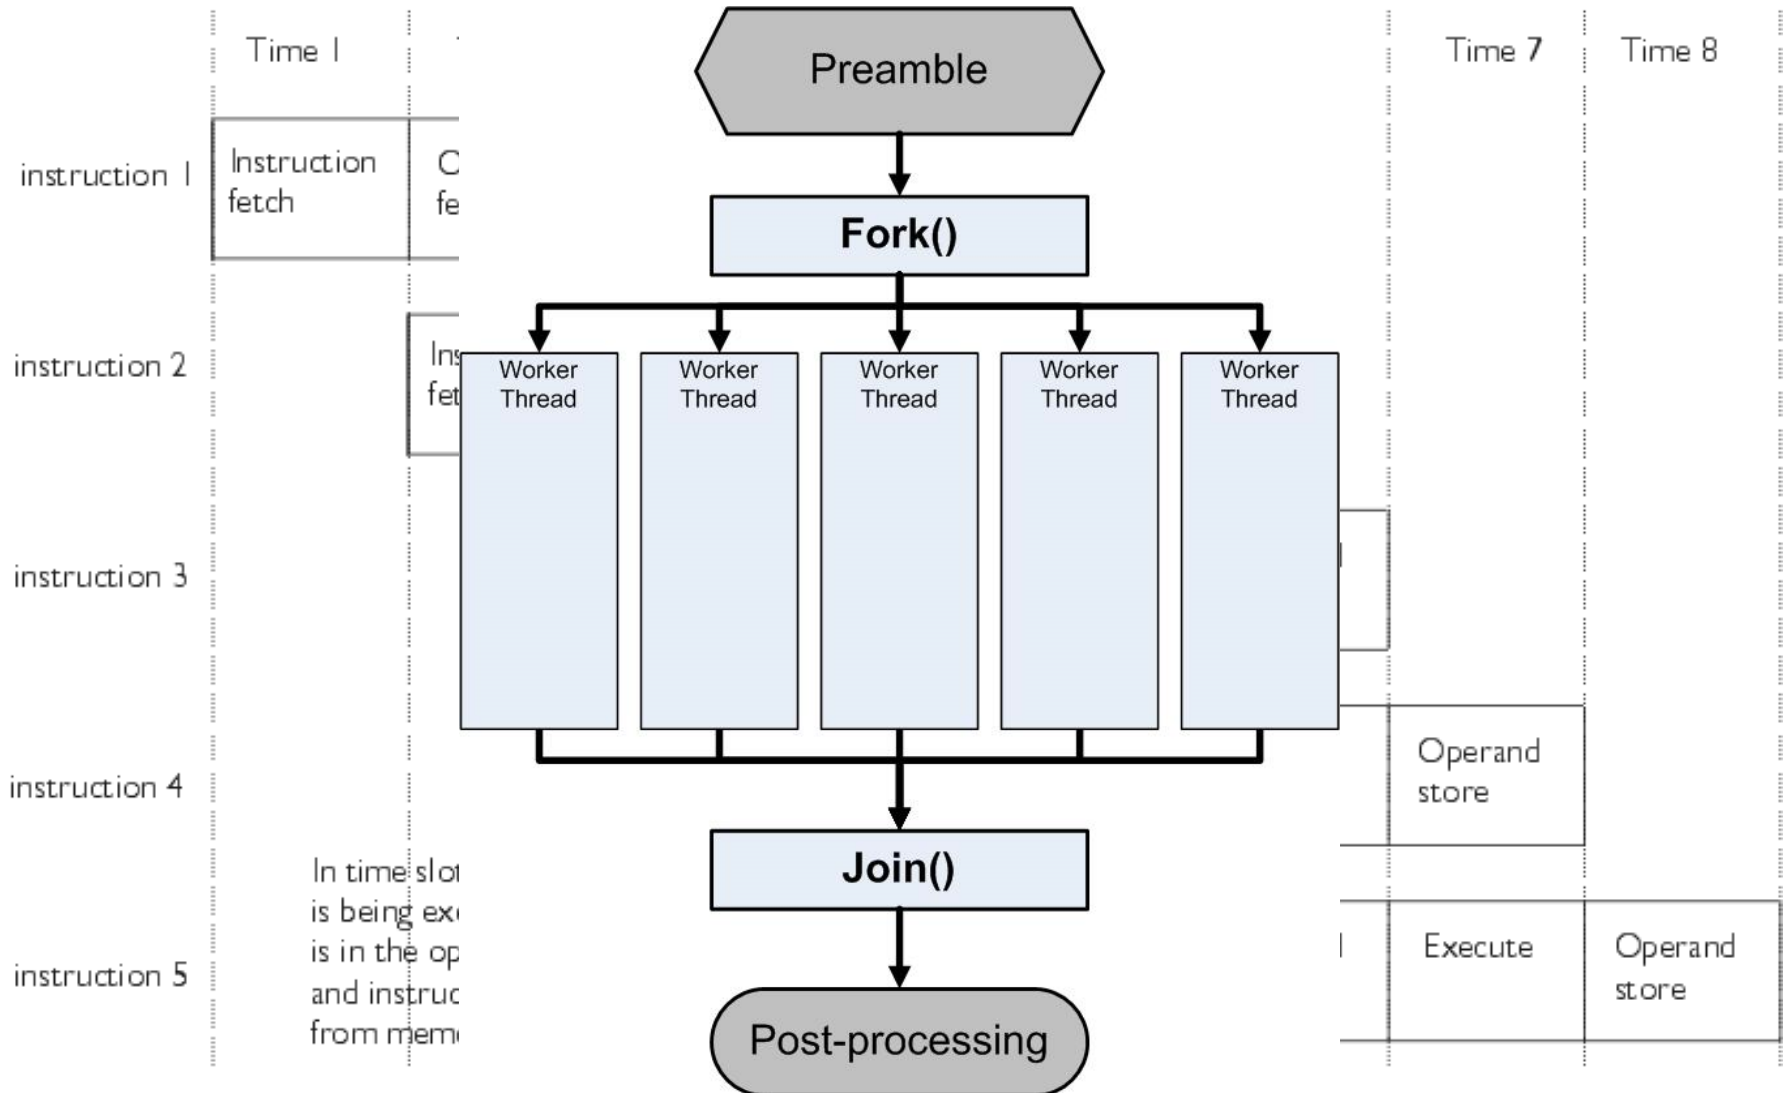 Time 1
Preamble
Time 7
Time 8
instruction 1
Instruction
fetch
Fork()
instruction 2
Worker
Thread
Worker
Thread
Worker
Thread
Worker
Thread
Worker
Thread
instruction 3
instruction 4
Operand
store
Join()
In time slot
is being
is in the
and
from
instruction 5
Execute
Operand
store
Post-processing